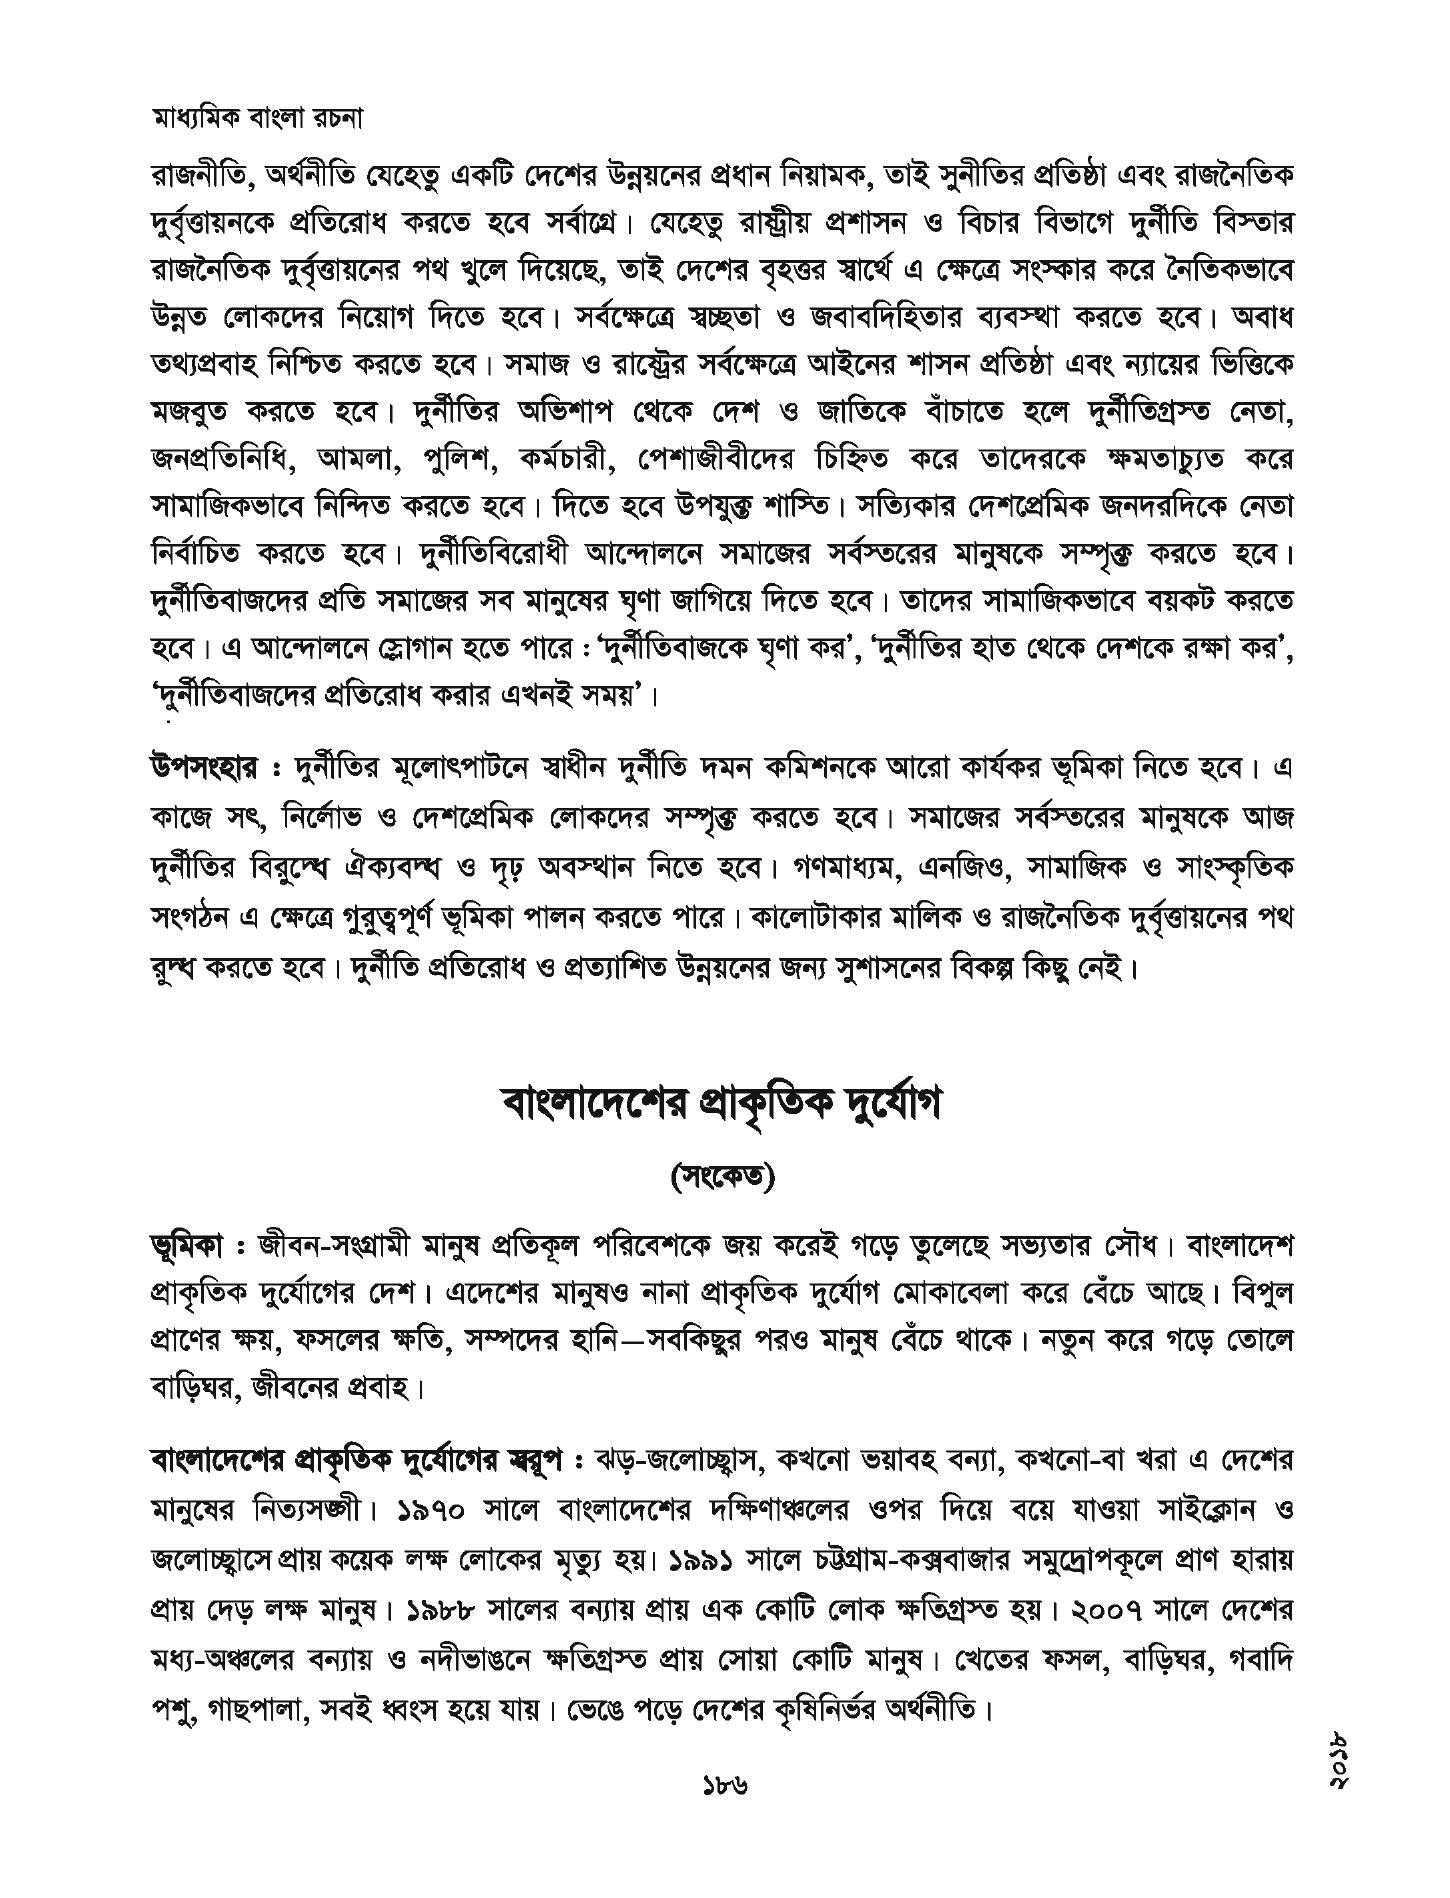 মাধ্যমিক বাংলা রচনা
রাজনীতি, অর্থনীতি যেহেতু একটি দেশের উন্নয়নের প্রধান নিয়ামক, তাই সুনীতির প্রতিষ্ঠা এবং রাজনৈতিক
দুর্বৃত্তায়নকে প্রতিরোধ করতে হবে সর্বাগ্রে। যেহেতু রাষ্ট্রীয় প্রশাসন ও বিচার বিভাগে দুর্নীতি বিস্তার
রাজনৈতিক দুর্বৃত্তায়নের পথ খুলে দিয়েছে, তাই দেশের বৃহত্তর স্বার্থে এ ক্ষেত্রে সংস্কার করে নৈতিকভাবে
উন্নত লোকদের নিয়োগ দিতে হবে। সর্বক্ষেত্রে স্বচ্ছতা ও জবাবদিহিতার ব্যবস্থা করতে হবে। অবাধ
তথ্যপ্রবাহ নিশ্চিত করতে হবে। সমাজ ও রাষ্ট্রের সর্বক্ষেত্রে আইনের শাসন প্রতিষ্ঠা এবং ন্যায়ের ভিত্তিকে
মজবুত করতে হবে। দুর্নীতির অভিশাপ থেকে দেশ ও জাতিকে বাঁচাতে হলে দুর্নীতিগ্রস্ত নেতা,
জনপ্রতিনিধি, আমলা, পুলিশ, কর্মচারী, পেশাজীবীদের চিহ্নিত করে তাদেরকে ক্ষমতাচ্যুত করে
সামাজিকভাবে নিন্দিত করতে হবে। দিতে হবে উপযুক্ত শাস্তি। সত্যিকার দেশপ্রেমিক জনদরদিকে নেতা
নির্বাচিত করতে হবে। দুর্নীতিবিরোধী আন্দোলনে সমাজের সর্বস্তরের মানুষকে সম্পৃক্ত করতে হবে।
দুর্নীতিবাজদের প্রতি সমাজের সব মানুষের ঘৃণা জাগিয়ে দিতে হবে। তাদের সামাজিকভাবে বয়কট করতে
হবে। এ আন্দোলনে স্লোগান হতে পারে : ‘দুর্নীতিবাজকে ঘৃণা কর’, ‘দুর্নীতির হাত থেকে দেশকে রক্ষা কর’,
‘দুর্নীতিবাজদের প্রতিরোধ করার এখনই সময়’।
উপসংহার : দুর্নীতির মূলোৎপাটনে স্বাধীন দুর্নীতি দমন কমিশনকে আরো কার্যকর ভূমিকা নিতে হবে। এ
কাজে সৎ, নির্লোভ ও দেশপ্রেমিক লোকদের সম্পৃক্ত করতে হবে। সমাজের সর্বস্তরের মানুষকে আজ
দুর্নীতির বিরুদ্ধে ঐক্যবদ্ধ ও দৃঢ় অবস্থান নিতে হবে। গণমাধ্যম, এনজিও, সামাজিক ও সাংস্কৃতিক
সংগঠন এ ক্ষেত্রে গুরুত্বপূর্ণ ভূমিকা পালন করতে পারে। কালোটাকার মালিক ও রাজনৈতিক দুর্বৃত্তায়নের পথ
রুদ্ধ করতে হবে। দুর্নীতি প্রতিরোধ ও প্রত্যাশিত উন্নয়নের জন্য সুশাসনের বিকল্প কিছু নেই।
বাংলাদেশের প্রাকৃতিক দুর্যোগ
(সংকেত)
ভূমিকা : জীবন-সংগ্রামী মানুষ প্রতিকূল পরিবেশকে জয় করেই গড়ে তুলেছে সভ্যতার সৌধ। বাংলাদেশ
প্রাকৃতিক দুর্যোগের দেশ। এদেশের মানুষও নানা প্রাকৃতিক দুর্যোগ মোকাবেলা করে বেঁচে আছে। বিপুল
প্রাণের ক্ষয়, ফসলের ক্ষতি, সম্পদের হানি—সবকিছুর পরও মানুষ বেঁচে থাকে। নতুন করে গড়ে তোলে
বাড়িঘর, জীবনের প্রবাহ।
বাংলাদেশের প্রাকৃতিক দুর্যোগের স্বরূপ : ঝড়-জলোচ্ছ্বাস, কখনো ভয়াবহ বন্যা, কখনো-বা খরা এ দেশের
মানুষের নিত্যসঙ্গী। ১৯৭০ সালে বাংলাদেশের দক্ষিণাঞ্চলের ওপর দিয়ে বয়ে যাওয়া সাইক্লোন ও
জলোচ্ছ্বাসে প্রায় কয়েক লক্ষ লোকের মৃত্যু হয়। ১৯৯১ সালে চট্টগ্রাম-কক্সবাজার সমুদ্রোপকূলে প্রাণ হারায়
প্রায় দেড় লক্ষ মানুষ। ১৯৮৮ সালের বন্যায় প্রায় এক কোটি লোক ক্ষতিগ্রস্ত হয়। ২০০৭ সালে দেশের
মধ্য-অঞ্চলের বন্যায় ও নদীভাঙনে ক্ষতিগ্রস্ত প্রায় সোয়া কোটি মানুষ। খেতের ফসল, বাড়িঘর, গবাদি
পশু, গাছপালা, সবই ধ্বংস হয়ে যায়। ভেঙে পড়ে দেশের কৃষিনির্ভর অর্থনীতি।
১৮৬
২০১৮